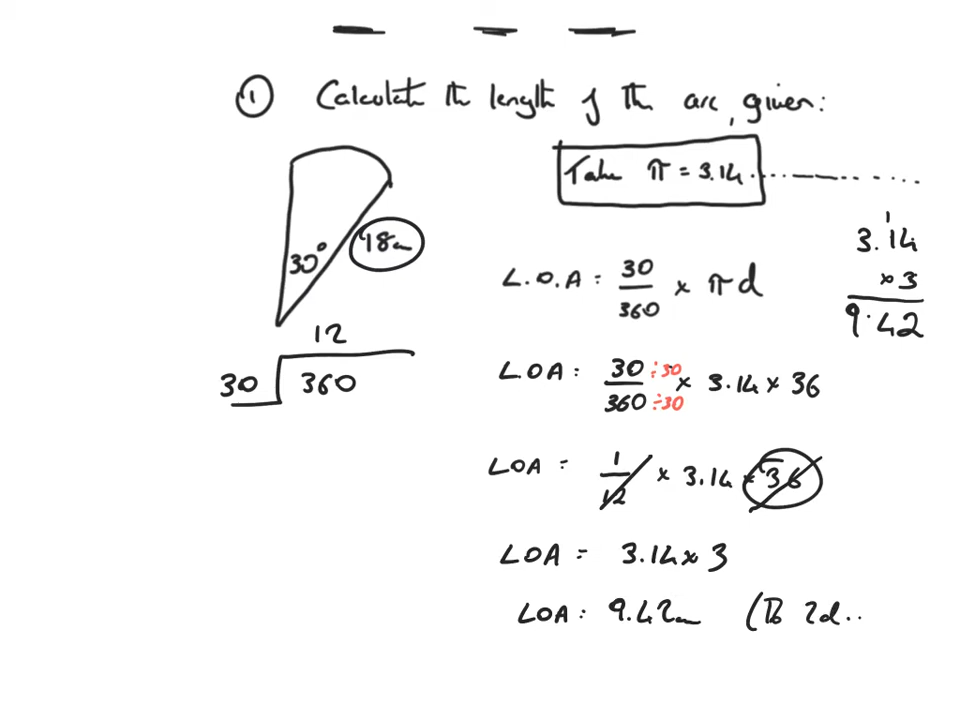 ① Calculate the length of the arc, given:
Take π = 3.14
30°
18cm
L.O.A = 30/360 × πd
3.14
×3
9.42
12
30 360
LOA = 30 ÷30 / 360 ÷30 × 3.14 × 36
LOA = 1/12 × 3.14 × 36
LOA = 3.14 × 3
LOA = 9.42cm (To 2d..